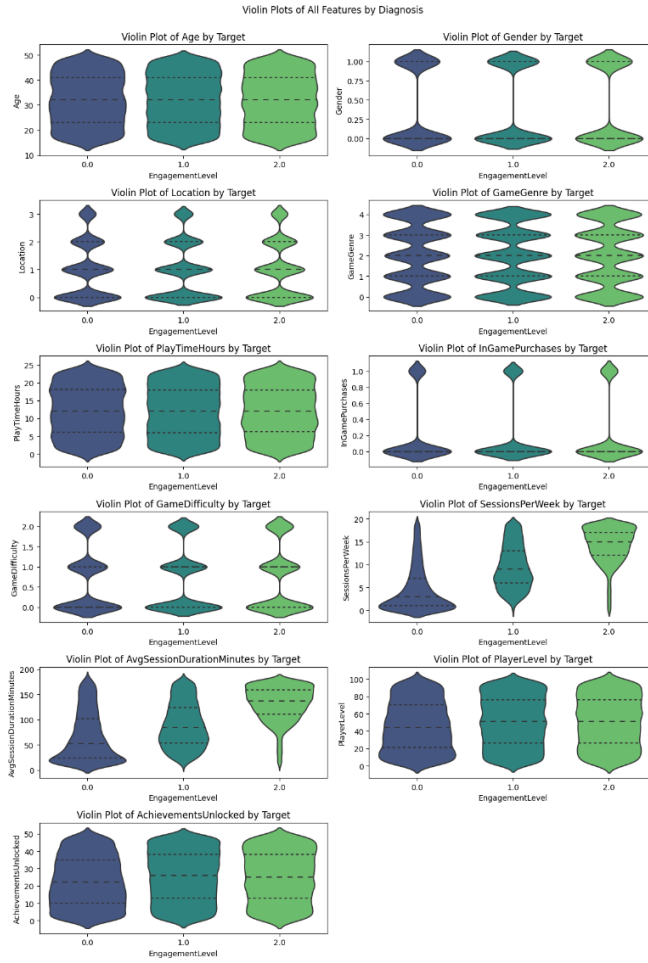 Violin Plots of All Features by Diagnosis
Violin Plot of Age by Target
50
40
30
20
10
Age
0.0 1.0 2.0
EngagementLevel
Violin Plot of Gender by Target
1.00
0.75
0.50
0.25
0.00
Gender
0.0 1.0 2.0
EngagementLevel
Violin Plot of Location by Target
3
2
1
0
Location
0.0 1.0 2.0
EngagementLevel
Violin Plot of GameGenre by Target
4
3
2
1
0
GameGenre
0.0 1.0 2.0
EngagementLevel
Violin Plot of PlayTimeHours by Target
25
20
15
10
5
0
PlayTimeHours
0.0 1.0 2.0
EngagementLevel
Violin Plot of InGamePurchases by Target
1.0
0.8
0.6
0.4
0.2
0.0
InGamePurchases
0.0 1.0 2.0
EngagementLevel
Violin Plot of GameDifficulty by Target
2.0
1.5
1.0
0.5
0.0
GameDifficulty
0.0 1.0 2.0
EngagementLevel
Violin Plot of SessionsPerWeek by Target
20
15
10
5
0
SessionsPerWeek
0.0 1.0 2.0
EngagementLevel
Violin Plot of AvgSessionDurationMinutes by Target
200
150
100
50
0
AvgSessionDurationMinutes
0.0 1.0 2.0
EngagementLevel
Violin Plot of PlayerLevel by Target
100
80
60
40
20
0
PlayerLevel
0.0 1.0 2.0
EngagementLevel
Violin Plot of AchievementsUnlocked by Target
50
40
30
20
10
0
AchievementsUnlocked
0.0 1.0 2.0
EngagementLevel